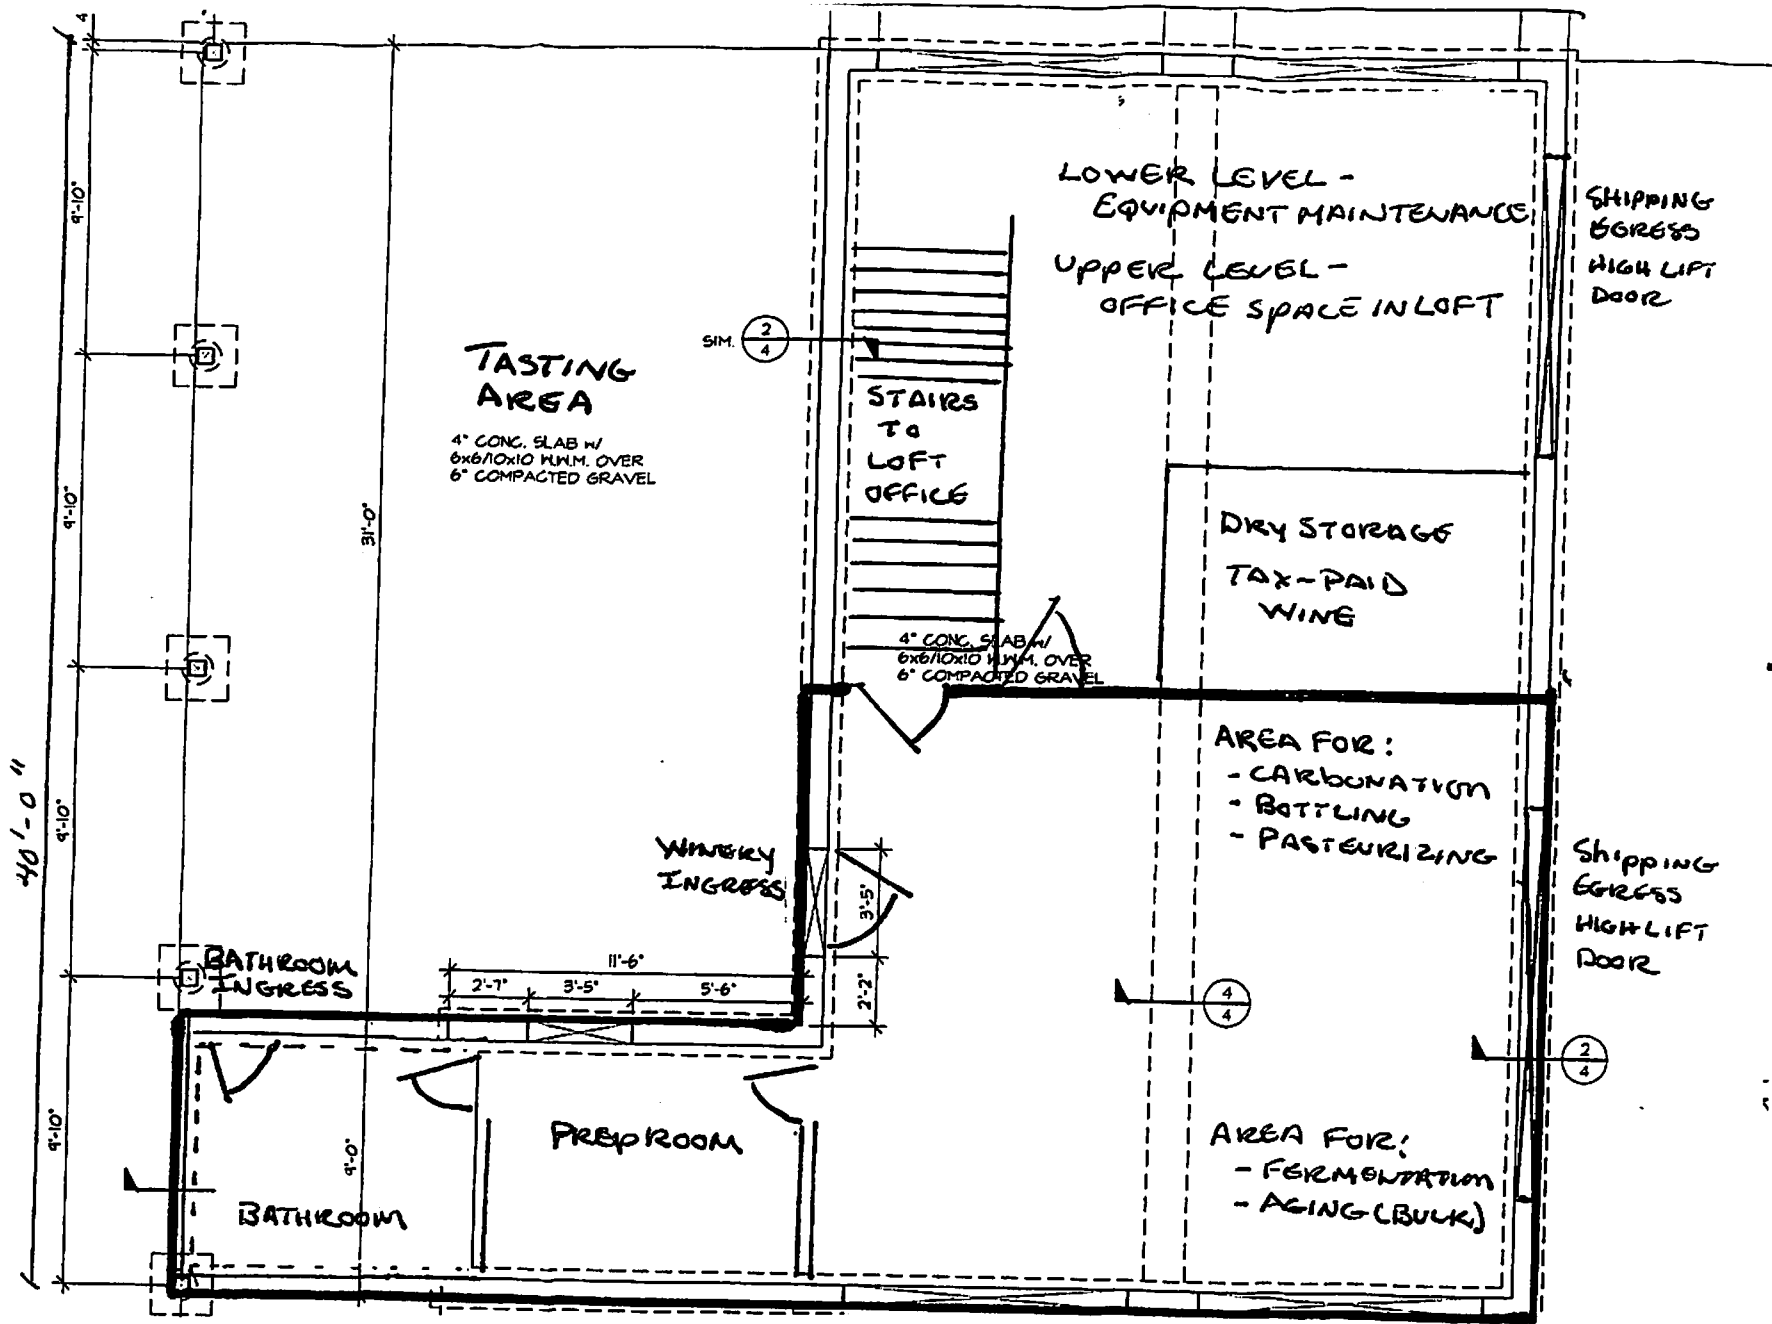 4
9'-10"
9'-10"
9'-10"
9'-10"
40'-0"
31'-0"
9'-0"
TASTING
AREA
4" CONC. SLAB W/
6x6/10x10 W.W.M. OVER
6" COMPACTED GRAVEL
SIM.
2
4
LOWER LEVEL -
EQUIPMENT MAINTENANCE
UPPER LEVEL -
OFFICE SPACE IN LOFT
SHIPPING
EGRESS
HIGH LIFT
DOOR
STAIRS
TO
LOFT
OFFICE
DRY STORAGE
TAX-PAID
WINE
4" CONC. SLAB W/
6x6/10x10 W.W.M. OVER
6" COMPACTED GRAVEL
AREA FOR:
- CARBONATION
- BOTTLING
- PASTEURIZING
WINERY
INGRESS
3'-5"
2'-2"
Shipping
EGRESS
HIGH LIFT
DOOR
BATHROOM
INGRESS
11'-6"
2'-7"
3'-5"
5'-6"
4
4
2
4
PREP ROOM
BATHROOM
AREA FOR:
- FERMENTATION
- AGING (BULK)